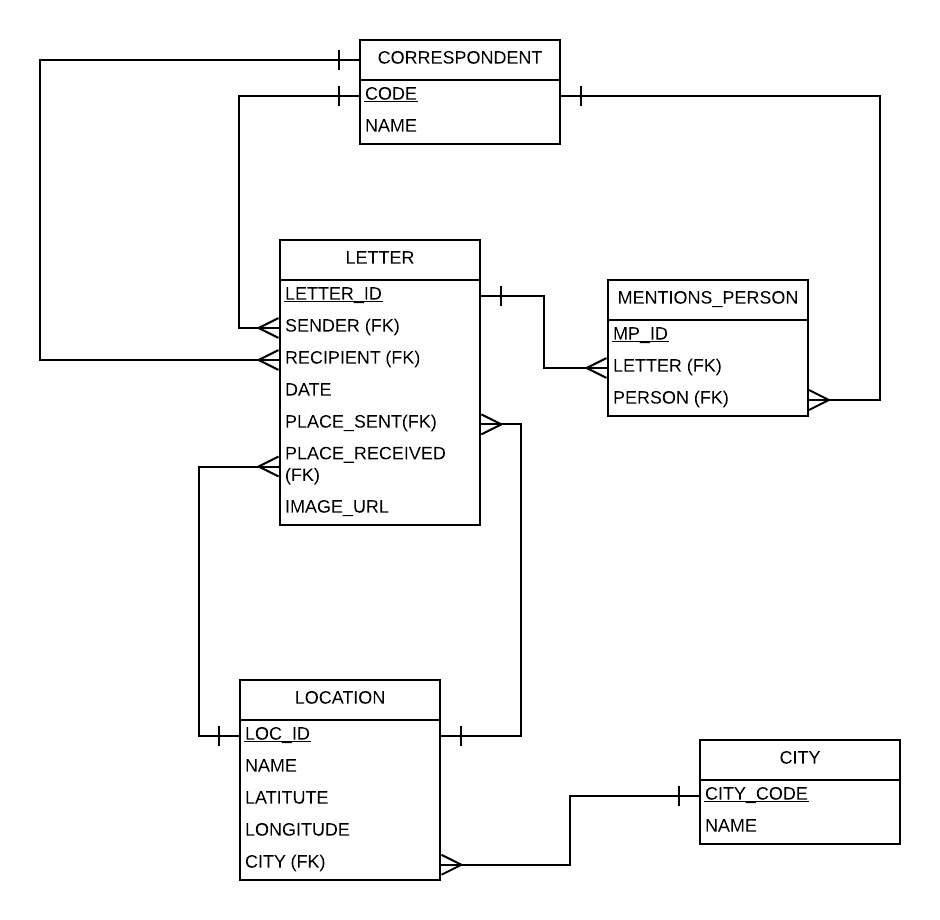 CORRESPONDENT
CODE
NAME
LETTER
LETTER_ID
SENDER (FK)
RECIPIENT (FK)
DATE
PLACE_SENT(FK)
PLACE_RECEIVED
(FK)
IMAGE_URL
MENTIONS_PERSON
MP_ID
LETTER (FK)
PERSON (FK)
LOCATION
LOC_ID
NAME
LATITUTE
LONGITUDE
CITY (FK)
CITY
CITY_CODE
NAME